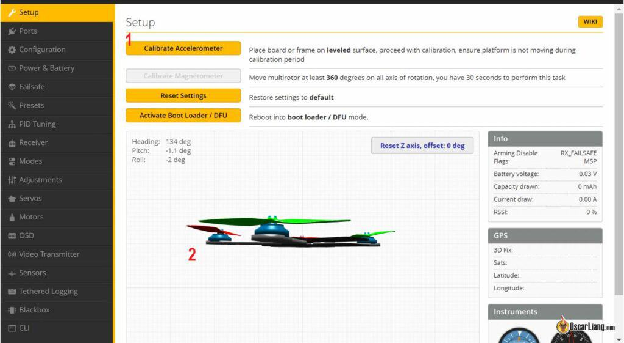 Setup
Ports
Configuration
Power & Battery
Failsafe
Presets
PID Tuning
Receiver
Modes
Adjustments
Servos
Motors
OSD
Video Transmitter
Sensors
Tethered Logging
Blackbox
CLI
Setup
WIKI
1
Calibrate Accelerometer
Place board or frame on leveled surface, proceed with calibration, ensure platform is not moving during
calibration period
Calibrate Magnetometer
Move multirotor at least 360 degrees on all axis of rotation, you have 30 seconds to perform this task
Reset Settings
Restore settings to default
Activate Boot Loader / DFU
Reboot into boot loader / DFU mode.
Heading: 134 deg
Pitch: -1.1 deg
Roll: -2 deg
Reset Z axis, offset: 0 deg
2
Info
Arming Disable RX_FAILSAFE
Flags MSP
Battery voltage: 0.03 V
Capacity drawn: 0 mAh
Current draw: 0.00 A
RSSI: 0 %
GPS
3D Fix:
Sats:
Latitude:
Longitude:
Instruments
OscarLiang.com